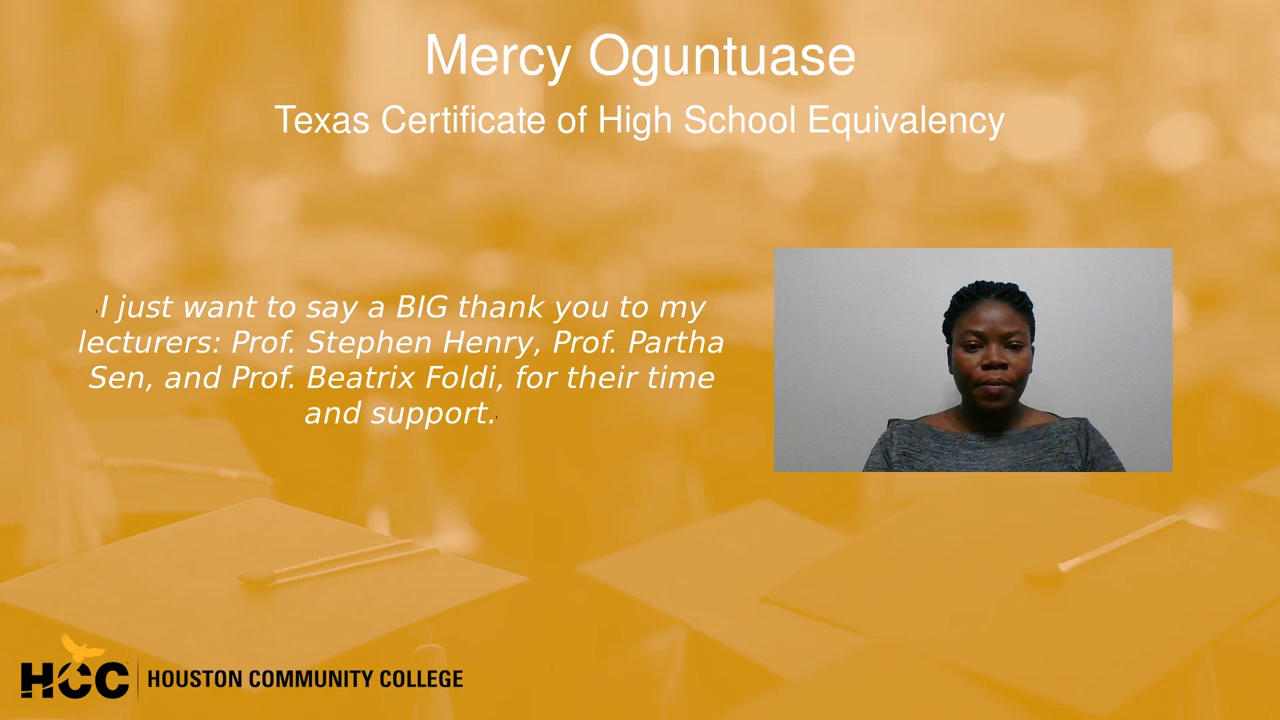 Mercy Oguntuase
Texas Certificate of High School Equivalency
I just want to say a BIG thank you to my
lecturers: Prof. Stephen Henry, Prof. Partha
Sen, and Prof. Beatrix Foldi, for their time
and support.
HCC HOUSTON COMMUNITY COLLEGE